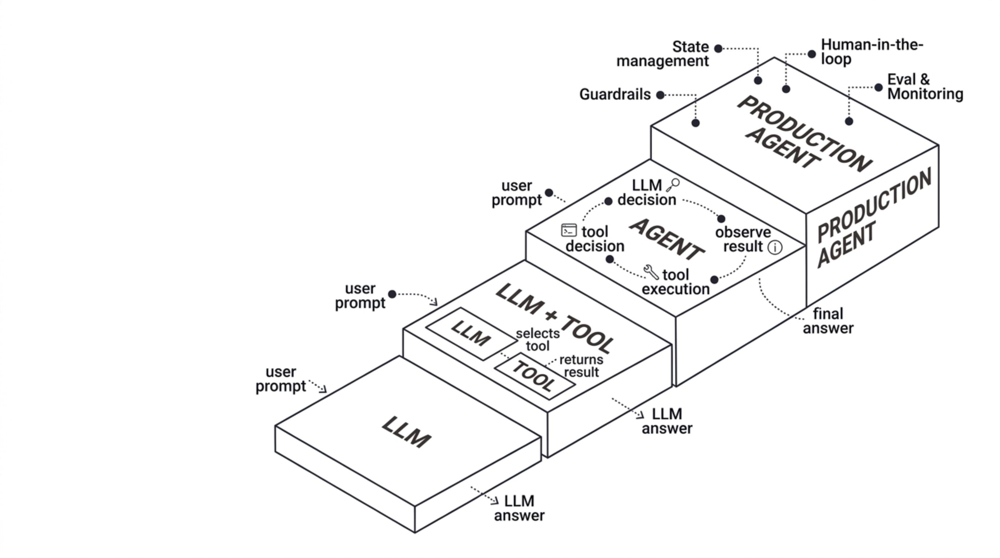 State
management
Human-in-the-
loop
Guardrails
Eval &
Monitoring
PRODUCTION
AGENT
PRODUCTION
AGENT
user
prompt
LLM
decision
tool
decision
AGENT
observe
result
tool
execution
final
answer
user
prompt
LLM + TOOL
LLM
selects
tool
TOOL
returns
result
LLM
answer
user
prompt
LLM
LLM
answer